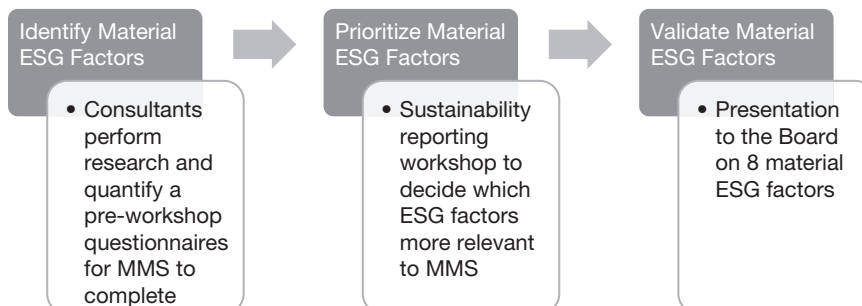 Identify Material
ESG Factors
• Consultants
perform
research and
quantify a
pre-workshop
questionnaires
for MMS to
complete
Prioritize Material
ESG Factors
• Sustainability
reporting
workshop to
decide which
ESG factors
more relevant
to MMS
Validate Material
ESG Factors
• Presentation
to the Board
on 8 material
ESG factors